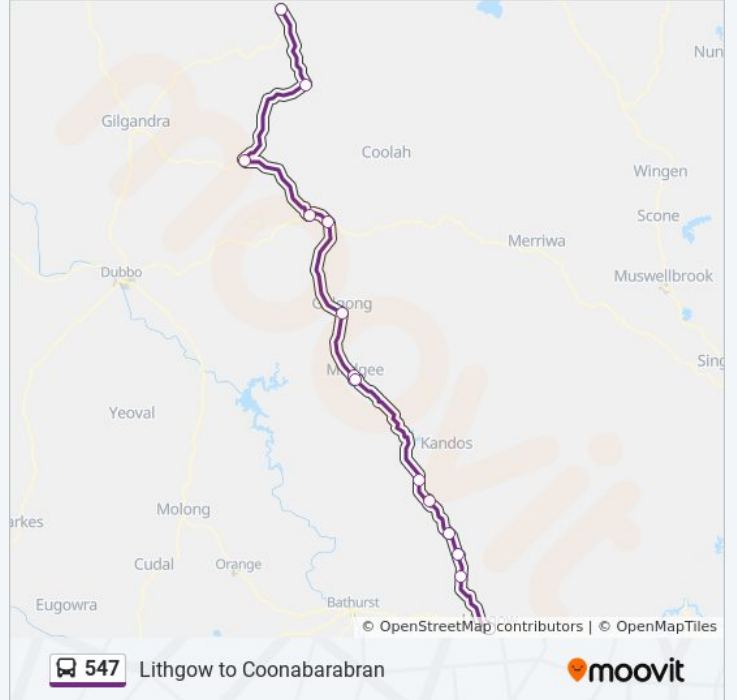 Nun
Gilgandra
Coolah
Wingen
Scone
Merriwa
Dubbo
Muswellbrook
Gulgong
Mudgee
Sing
Yeoval
Kandos
Molong
arkes
Cudal
Orange
Eugowra
Bathurst
© OpenStreetMap contributors | © OpenMapTiles
547 Lithgow to Coonabarabran
moovit
moovit